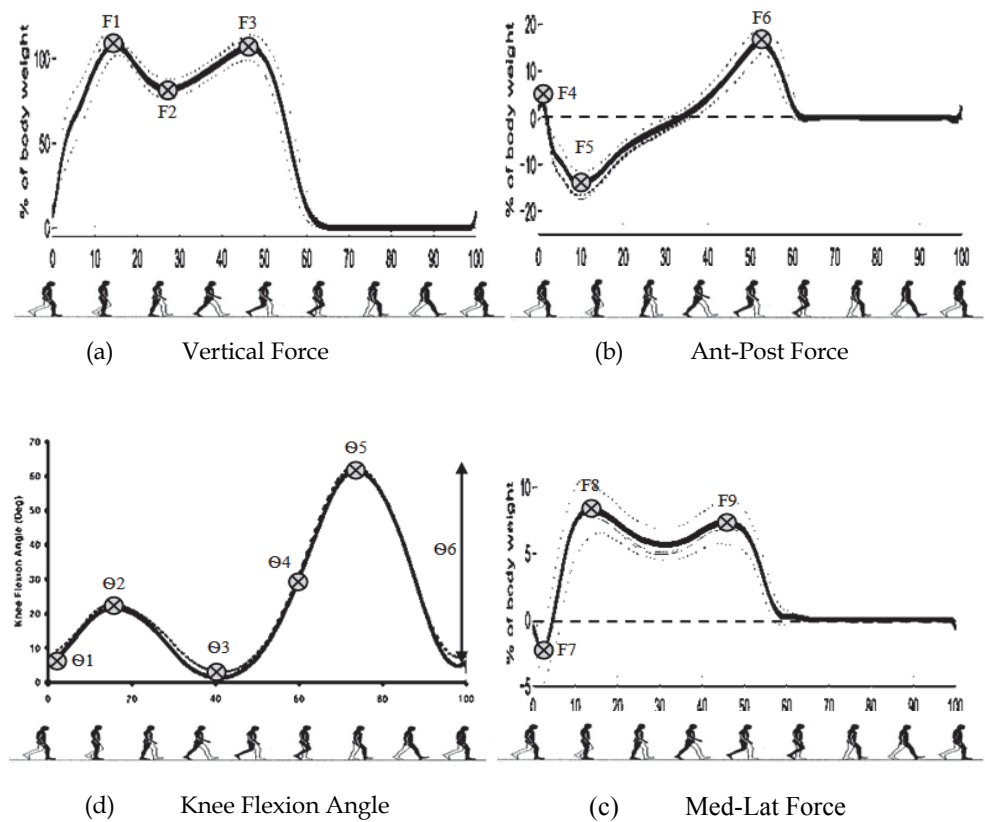 F1
F3
F2
% of body weight
100
50
0
0 10 20 30 40 50 60 70 80 90 100
(a) Vertical Force
F6
F4
F5
% of body weight
20
15
10
5
0
-10
-20
0 10 20 30 40 50 60 70 80 90 100
(b) Ant-Post Force
Θ5
Θ6
Θ4
Θ2
Θ3
Θ1
Knee Flexion Angle (Deg)
70
60
50
40
30
20
10
0
0 20 40 60 80 100
(d) Knee Flexion Angle
F8
F9
F7
% of body weight
10
5
0
-5
0 10 20 30 40 50 60 70 80 90 100
(c) Med-Lat Force